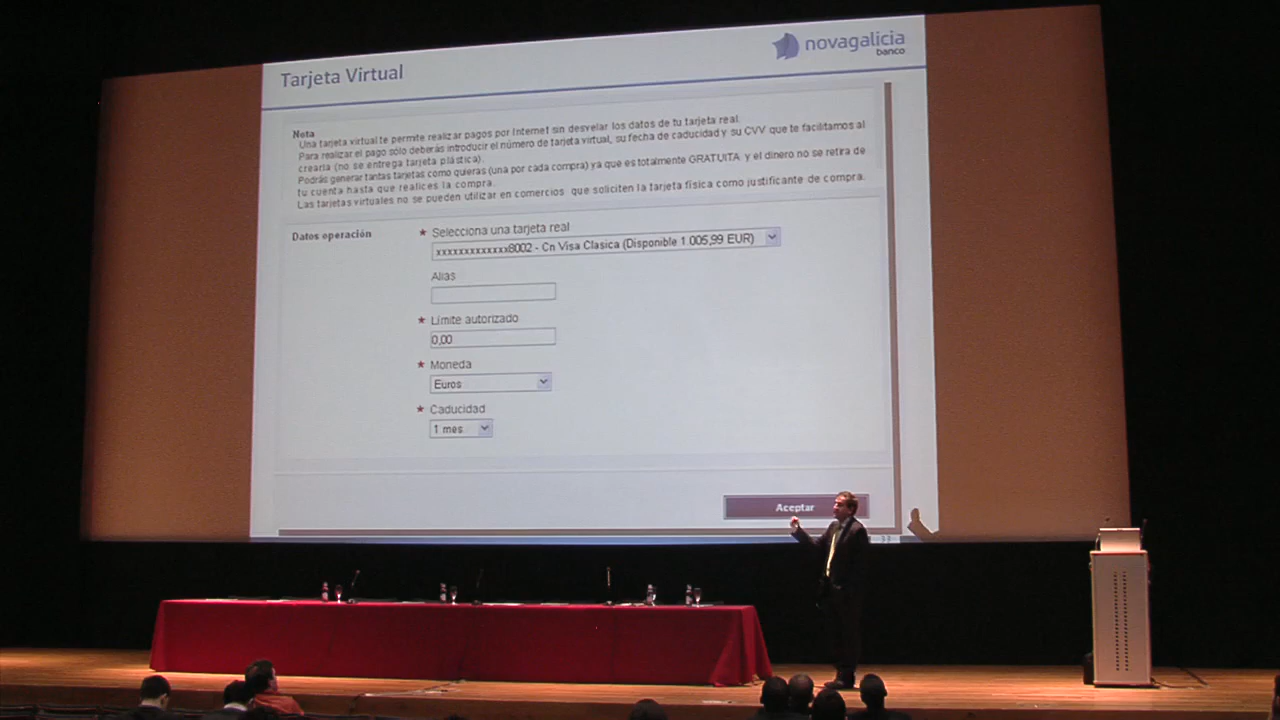 Tarjeta Virtual
novagalicia
banco
Nota
Una tarjeta virtual te permite realizar pagos por Internet sin desvelar los datos de tu tarjeta real.
Para realizar el pago sólo deberás introducir el número de tarjeta virtual, su fecha de caducidad y su CVV que te facilitamos al
crearla (no se entrega tarjeta plástica).
Podrás generar tantas tarjetas como quieras (una por cada compra) ya que es totalmente GRATUITA y el dinero no se retira de
tu cuenta hasta que realices la compra.
Las tarjetas virtuales no se pueden utilizar en comercios que soliciten la tarjeta física como justificante de compra.
Datos operación
* Selecciona una tarjeta real
xxxxxxxxxxxx8002 - Cn Visa Clasica (Disponible 1.005,99 EUR)
Alias
* Límite autorizado
0,00
* Moneda
Euros
* Caducidad
1 mes
Aceptar
33